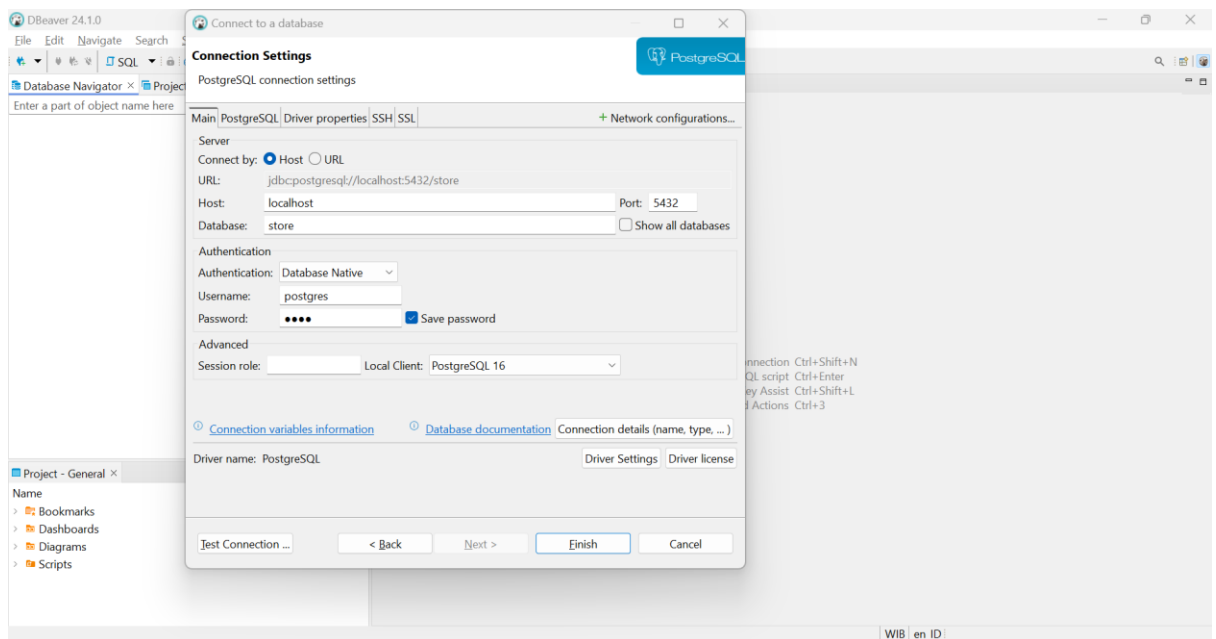 DBeaver 24.1.0
File Edit Navigate Search
SQL
Database Navigator × Project
Enter a part of object name here
Connect to a database
Connection Settings
PostgreSQL connection settings
PostgreSQL
Main PostgreSQL Driver properties SSH SSL + Network configurations...
Server
Connect by: Host URL
URL: jdbc:postgresql://localhost:5432/store
Host: localhost Port: 5432
Database: store Show all databases
Authentication
Authentication: Database Native
Username: postgres
Password: •••• Save password
Advanced
Session role: Local Client: PostgreSQL 16
Connection variables information Database documentation Connection details (name, type, ... )
Driver name: PostgreSQL Driver Settings Driver license
Test Connection ... < Back Next > Finish Cancel
Ctrl+Shift+N
QL script Ctrl+Enter
ey Assist Ctrl+Shift+L
Actions Ctrl+3
Project - General ×
Name
Bookmarks
Dashboards
Diagrams
Scripts
WIB en ID